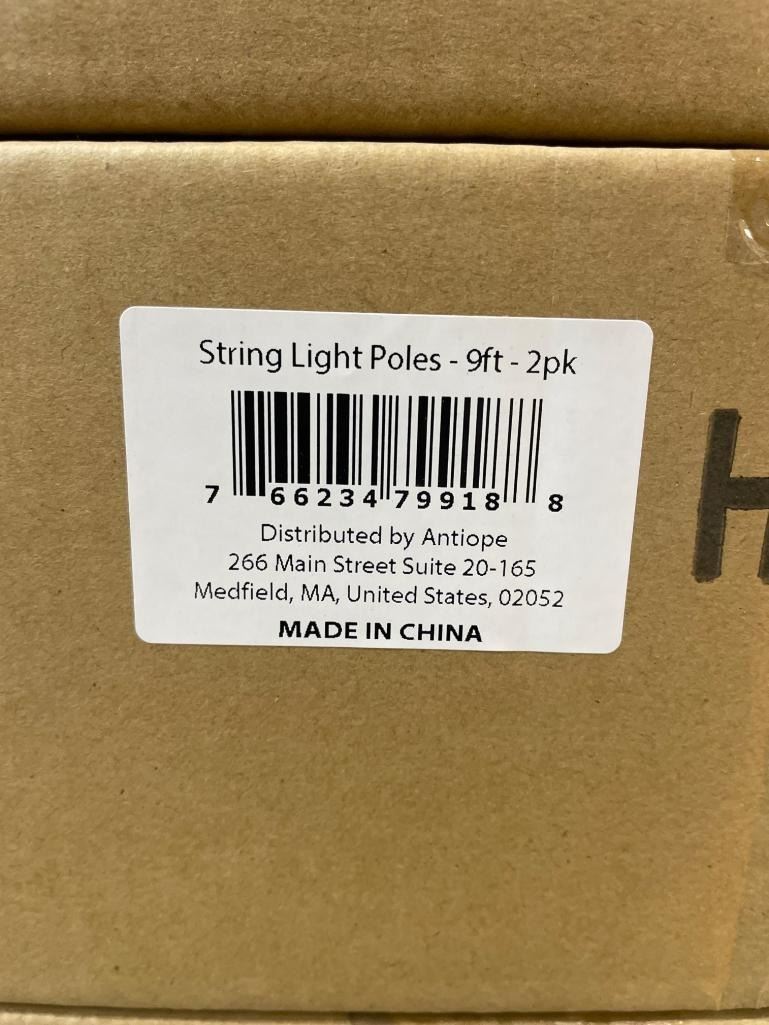 String Light Poles - 9ft - 2pk
7 66234 79918 8
Distributed by Antiope
266 Main Street Suite 20-165
Medfield, MA, United States, 02052
MADE IN CHINA
H